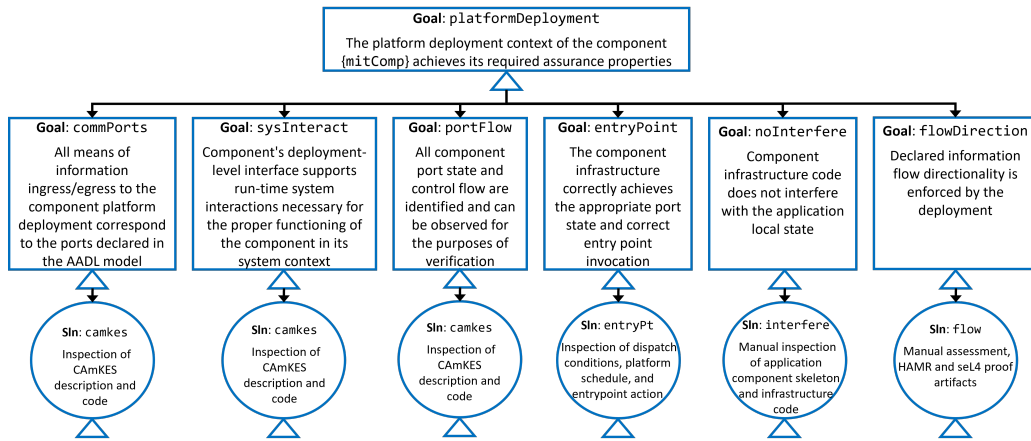 Goal: platformDeployment
The platform deployment context of the component
{mitComp} achieves its required assurance properties
Goal: commPorts
All means of
information
ingress/egress to the
component platform
deployment correspond
to the ports declared in
the AADL model
Goal: sysInteract
Component's deployment-
level interface supports
run-time system
interactions necessary for
the proper functioning of
of the component in its
system context
Goal: portFlow
All component
port state and
control flow are
identified and can
be observed for
the purposes of
verification
Goal: entryPoint
The component
infrastructure
correctly achieves
the appropriate port
state and correct
entry point
invocation
Goal: noInterfere
Component
infrastructure code
does not interfere
with the application
local state
Goal: flowDirection
Declared information
flow directionality is
enforced by the
deployment
Sln: camkes
Inspection of
CAmKES
description and
code
Sln: camkes
Inspection of
CAmKES
description and
code
Sln: camkes
Inspection of
CAmKES
description and
code
Sln: entryPt
Inspection of dispatch
conditions, platform
schedule, and
entrypoint action
Sln: interfere
Manual inspection
of application
component skeleton
and infrastructure
code
Sln: flow
Manual assessment,
HAMR and seL4 proof
artifacts